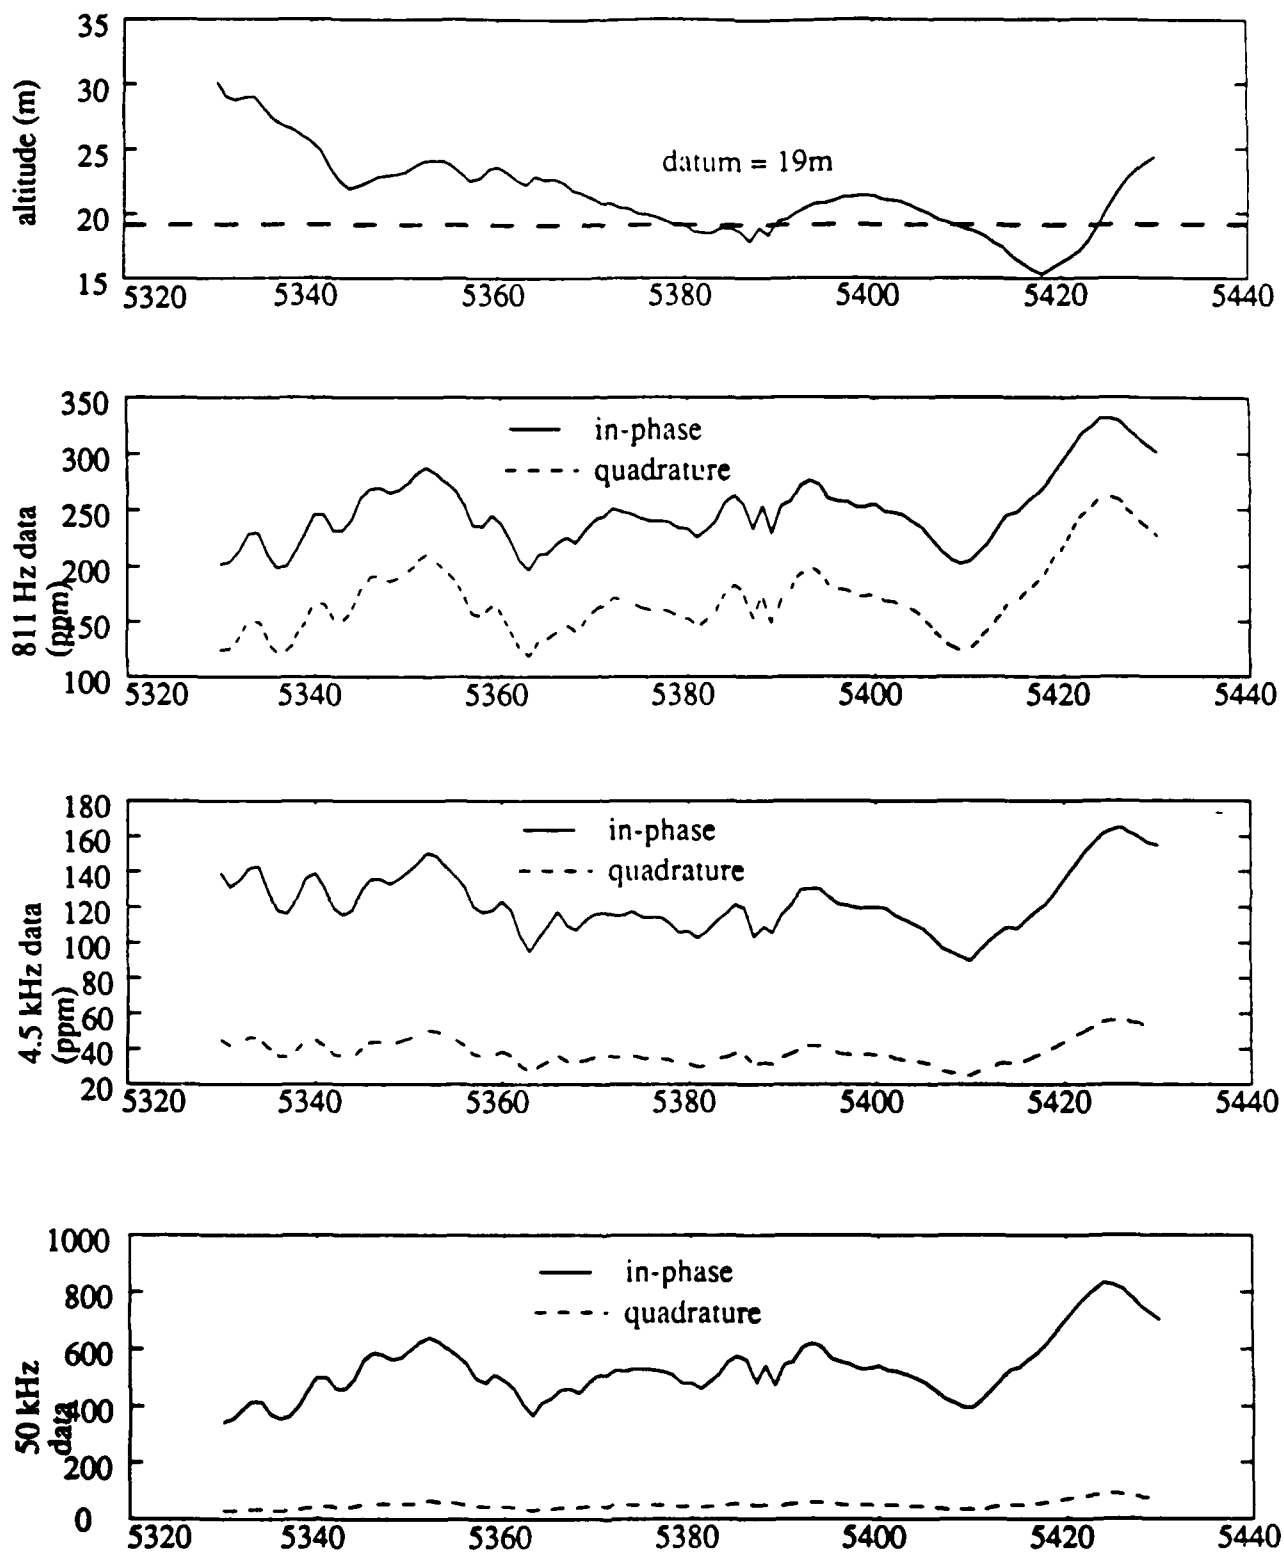 altitude (m)
35
30
25
20
15
datum = 19m
5320 5340 5360 5380 5400 5420 5440
811 Hz data
(ppm)
350
300
250
200
150
100
in-phase
quadrature
5320 5340 5360 5380 5400 5420 5440
4.5 kHz data
(ppm)
180
160
140
120
100
80
60
40
20
in-phase
quadrature
5320 5340 5360 5380 5400 5420 5440
50 kHz
data
1000
800
600
400
200
0
in-phase
quadrature
5320 5340 5360 5380 5400 5420 5440